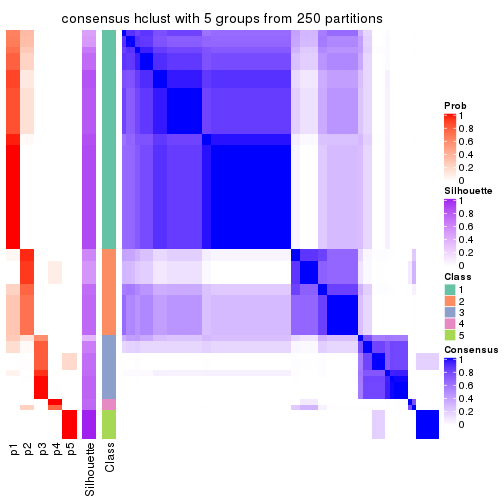 consensus hclust with 5 groups from 250 partitions
Prob
1
0.8
0.6
0.4
0.2
0
Silhouette
1
0.8
0.6
0.4
0.2
0
Class
1
2
3
4
5
Consensus
1
0.8
0.6
0.4
0.2
0
p1
p2
p3
p4
p5
Silhouette
Class